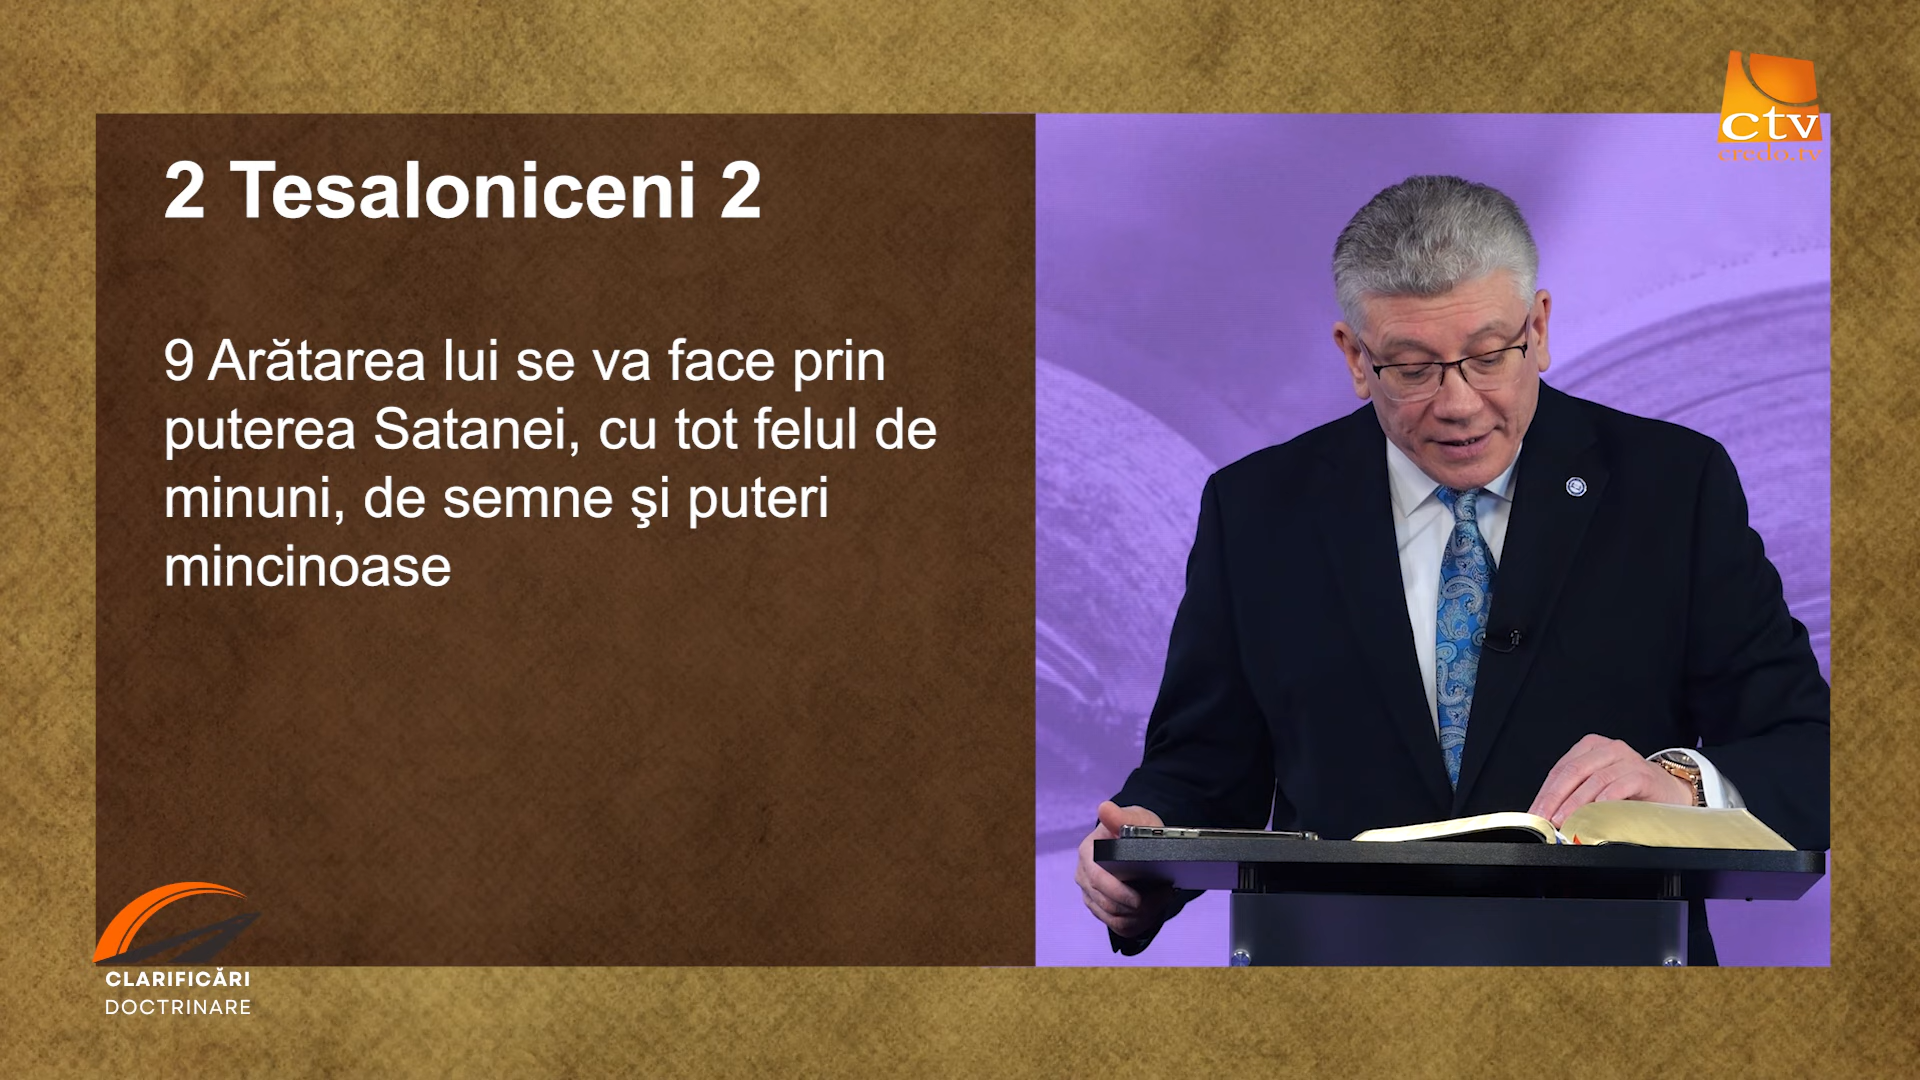 2 Tesaloniceni 2
9 Arătarea lui se va face prin
puterea Satanei, cu tot felul de
minuni, de semne şi puteri
mincinoase
ctv
credo.tv
CLARIFICĂRI
DOCTRINARE